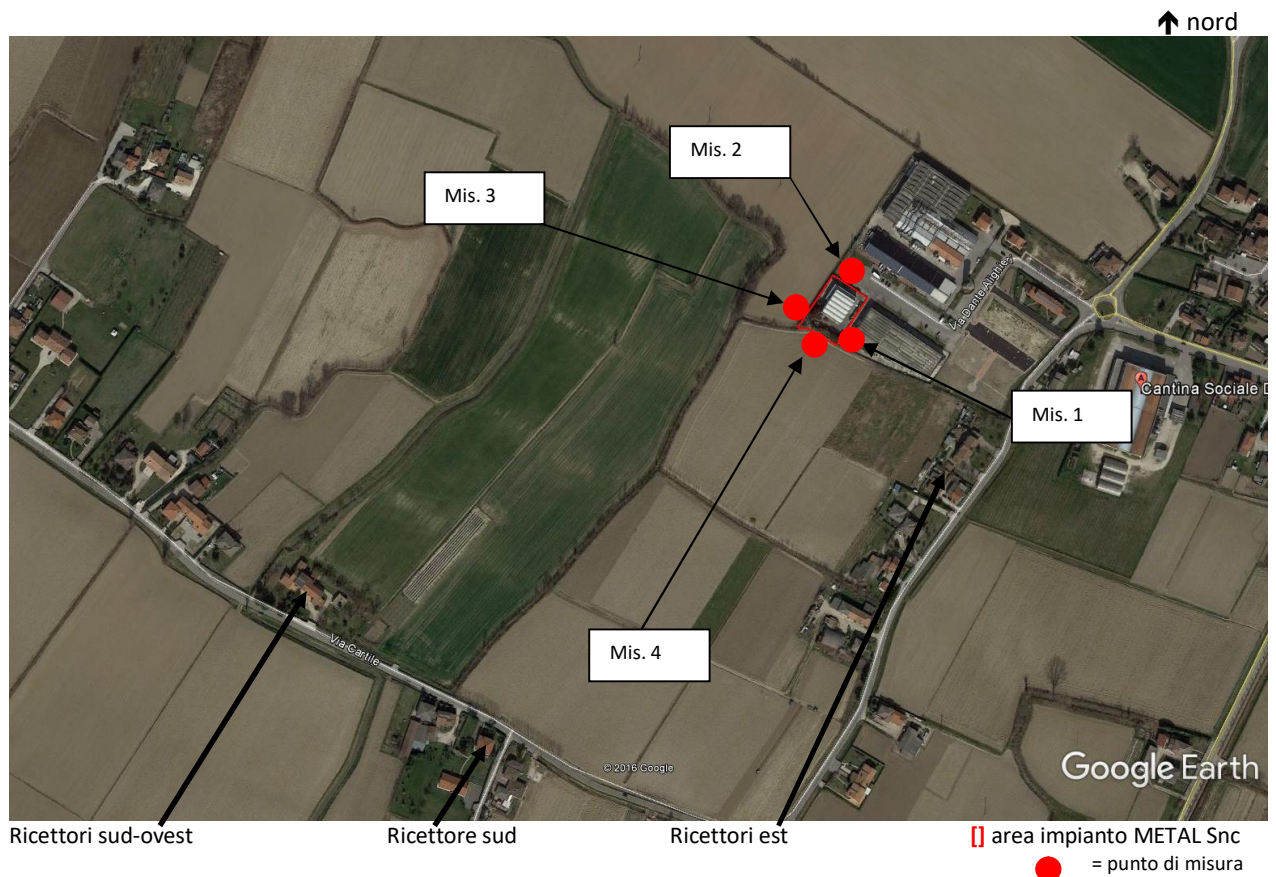 🡩 nord
Mis. 2
Mis. 3
Via Dante Alighier
Cantina Sociale D
A
Mis. 1
Mis. 4
Via Cartile
© 2016 Google
Google Earth
Ricettori sud-ovest
Ricettore sud
Ricettori est
[] area impianto METAL Snc
= punto di misura